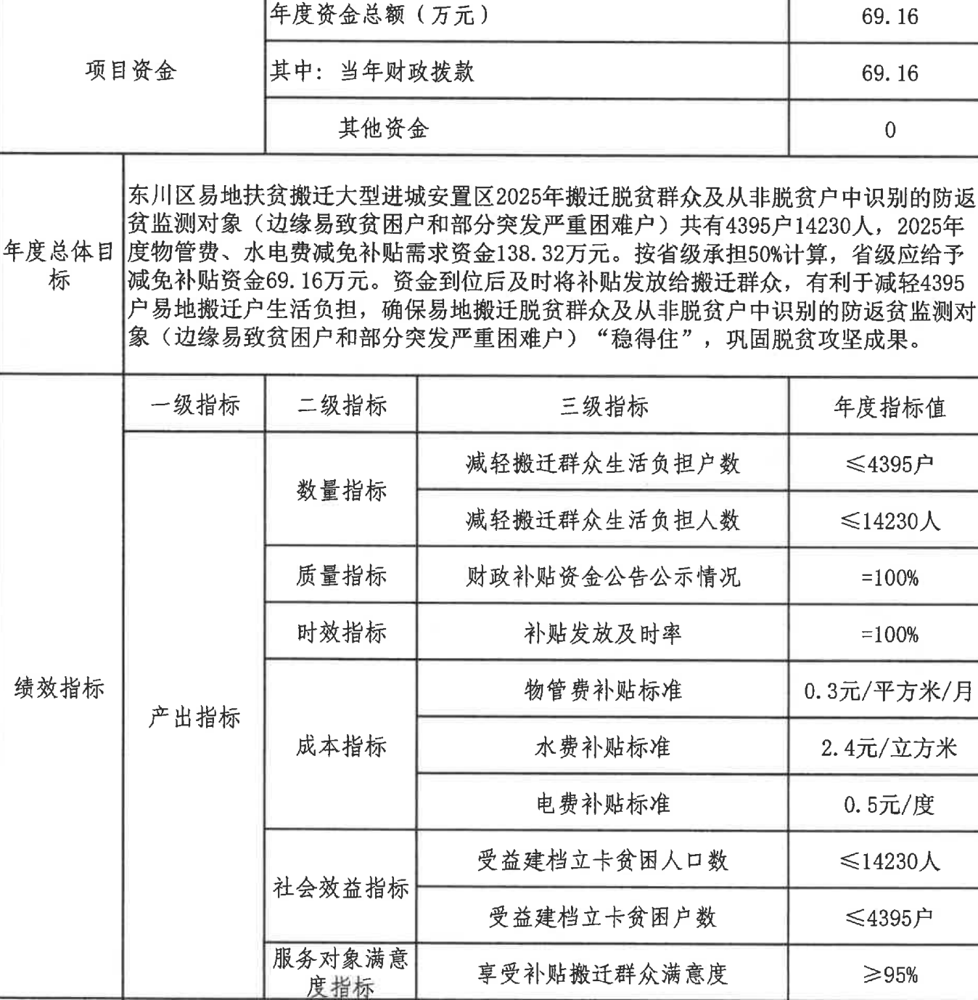 年度资金总额（万元） 69.16
项目资金 其中：当年财政拨款 69.16
其他资金 0
年度总体目标
东川区易地扶贫搬迁大型进城安置区2025年搬迁脱贫群众及从非脱贫户中识别的防返
贫监测对象（边缘易致贫困户和部分突发严重困难户）共有4395户14230人，2025年
度物管费、水电费减免补贴需求资金138.32万元。按省级承担50%计算，省级应给予
减免补贴资金69.16万元。资金到位后及时将补贴发放给搬迁群众，有利于减轻4395
户易地搬迁户生活负担，确保易地搬迁脱贫群众及从非脱贫户中识别的防返贫监测对
象（边缘易致贫困户和部分突发严重困难户）“稳得住”，巩固脱贫攻坚成果。
绩效指标
一级指标 二级指标 三级指标 年度指标值
产出指标
数量指标
减轻搬迁群众生活负担户数 ≤4395户
减轻搬迁群众生活负担人数 ≤14230人
质量指标 财政补贴资金公告公示情况 =100%
时效指标 补贴发放及时率 =100%
成本指标
物管费补贴标准 0.3元/平方米/月
水费补贴标准 2.4元/立方米
电费补贴标准 0.5元/度
社会效益指标
受益建档立卡贫困人口数 ≤14230人
受益建档立卡贫困户数 ≤4395户
服务对象满意
度指标
享受补贴搬迁群众满意度 ≥95%